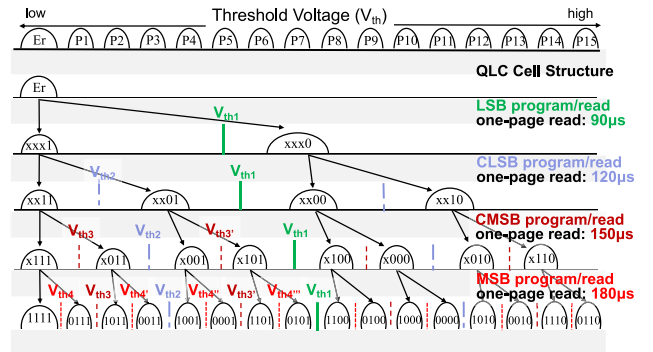 low Threshold Voltage (Vth) high
Er P1 P2 P3 P4 P5 P6 P7 P8 P9 P10 P11 P12 P13 P14 P15
QLC Cell Structure
Er
LSB program/read
one-page read: 90μs
Vth1
xxx1 xxx0
CLSB program/read
one-page read: 120μs
Vth2 Vth1
xx11 xx01 xx00 xx10
CMSB program/read
one-page read: 150μs
Vth3 Vth2 Vth3' Vth1
x111 x011 x001 x101 x100 x000 x010 x110
MSB program/read
one-page read: 180μs
Vth4 Vth3 Vth4' Vth2 Vth4'' Vth3' Vth4''' Vth1
1111 0111 1011 0011 1001 0001 1101 0101 1100 0100 1000 0000 1010 0010 1110 0110